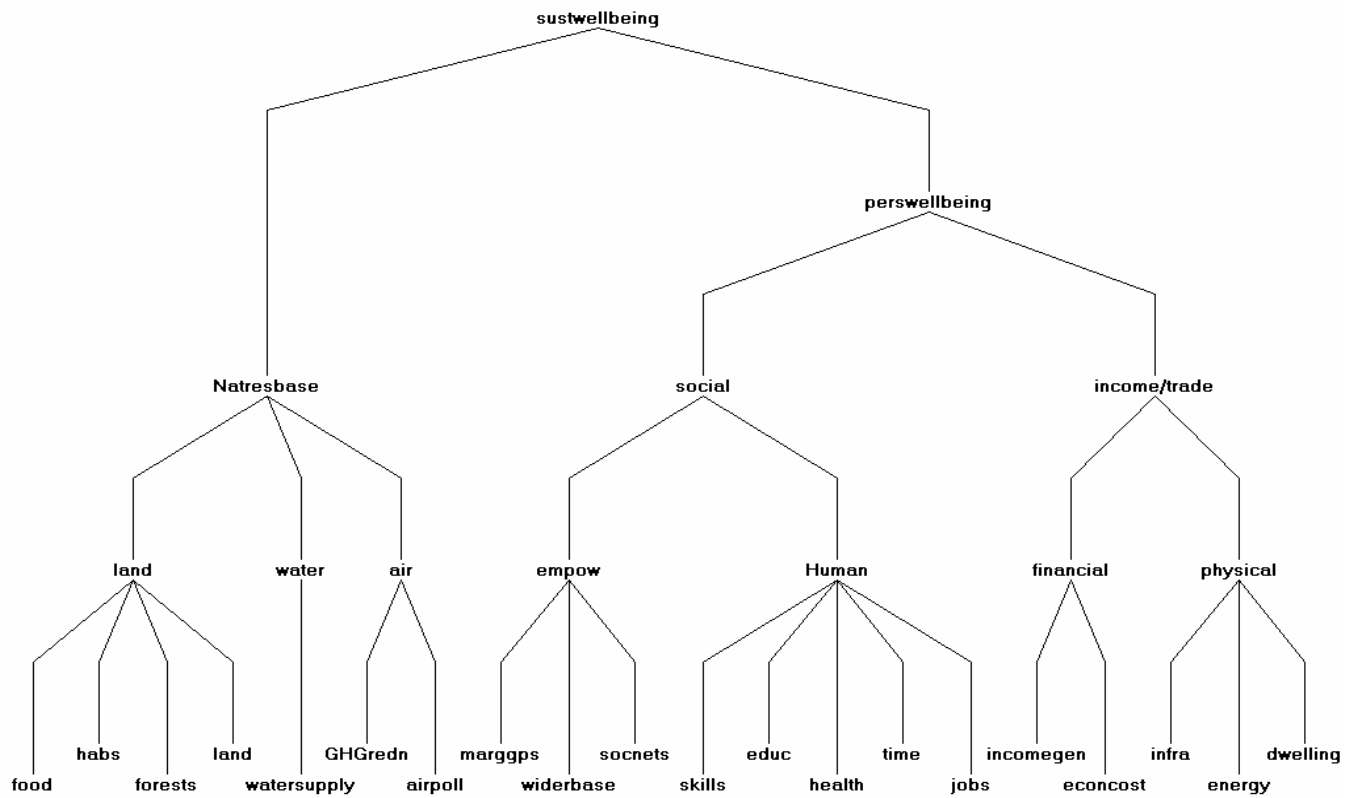 sustwellbeing
perswellbeing
Natresbase social income/trade
land water air empow Human financial physical
habs land GHGredn marggps socnets educ time incomegen infra dwelling
food forests watersupply airpoll widerbase skills health jobs econcost energy